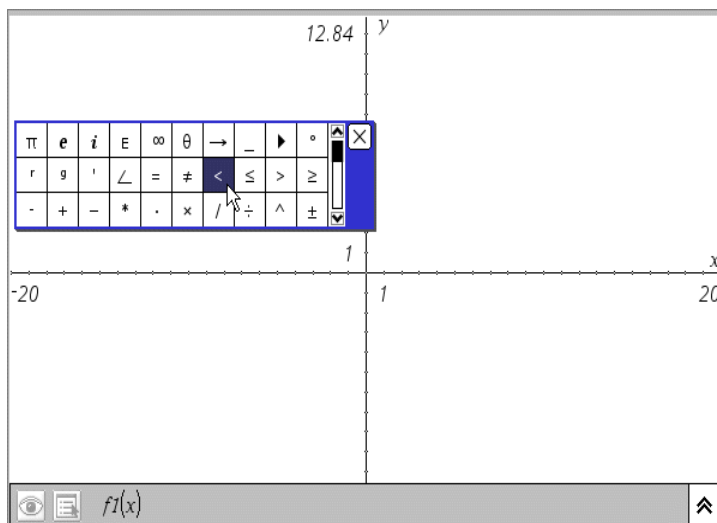 12.84 y
π e i E ∞ θ → _ ▶ °
r g ' ∠ = ≠ < ≤ > ≥
- + − * · × / ÷ ^ ±
1
x
-20 1 20
f1(x)